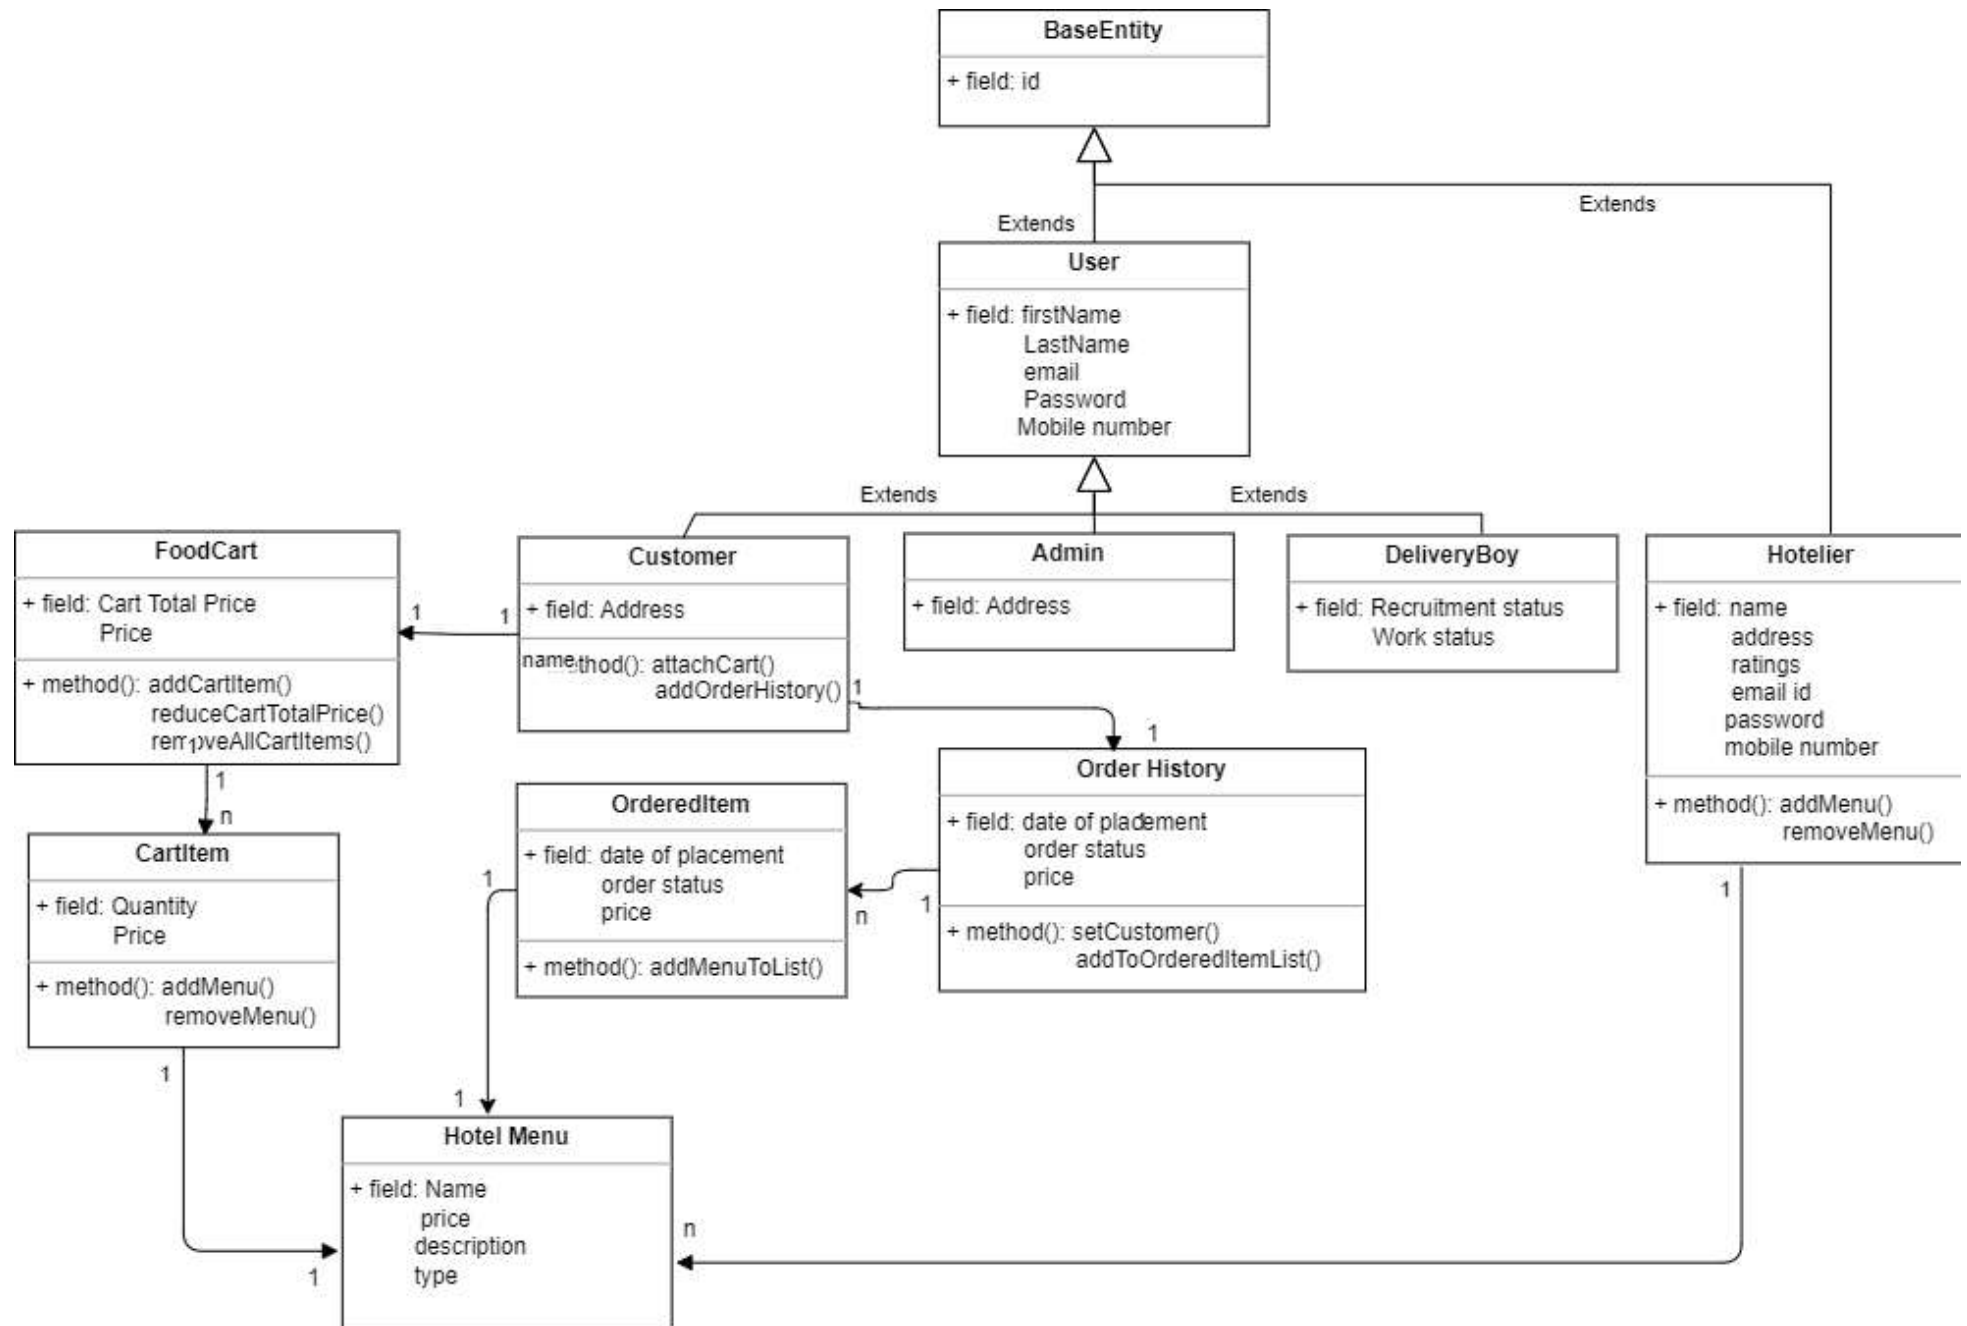 BaseEntity
+ field: id
Extends
Extends
User
+ field: firstName
LastName
email
Password
Mobile number
Extends
Extends
FoodCart
+ field: Cart Total Price
Price
+ method(): addCartItem()
reduceCartTotalPrice()
1
1
1
n
Customer
+ field: Address
name
attachCart()
addOrderHistory()
1
1
1
Admin
+ field: Address
DeliveryBoy
+ field: Recruitment status
Work status
Hotelier
+ field: name
address
ratings
email id
password
mobile number
+ method(): addMenu()
removeMenu()
1
CartItem
+ field: Quantity
Price
+ method(): addMenu()
removeMenu()
1
1
OrderedItem
+ field: date of placement
order status
price
+ method(): addMenuToList()
1
1
n
1
Order History
+ field: date of
order status
price
+ method(): setCustomer()
addToOrderedItemList()
Hotel Menu
+ field: Name
price
description
type
n